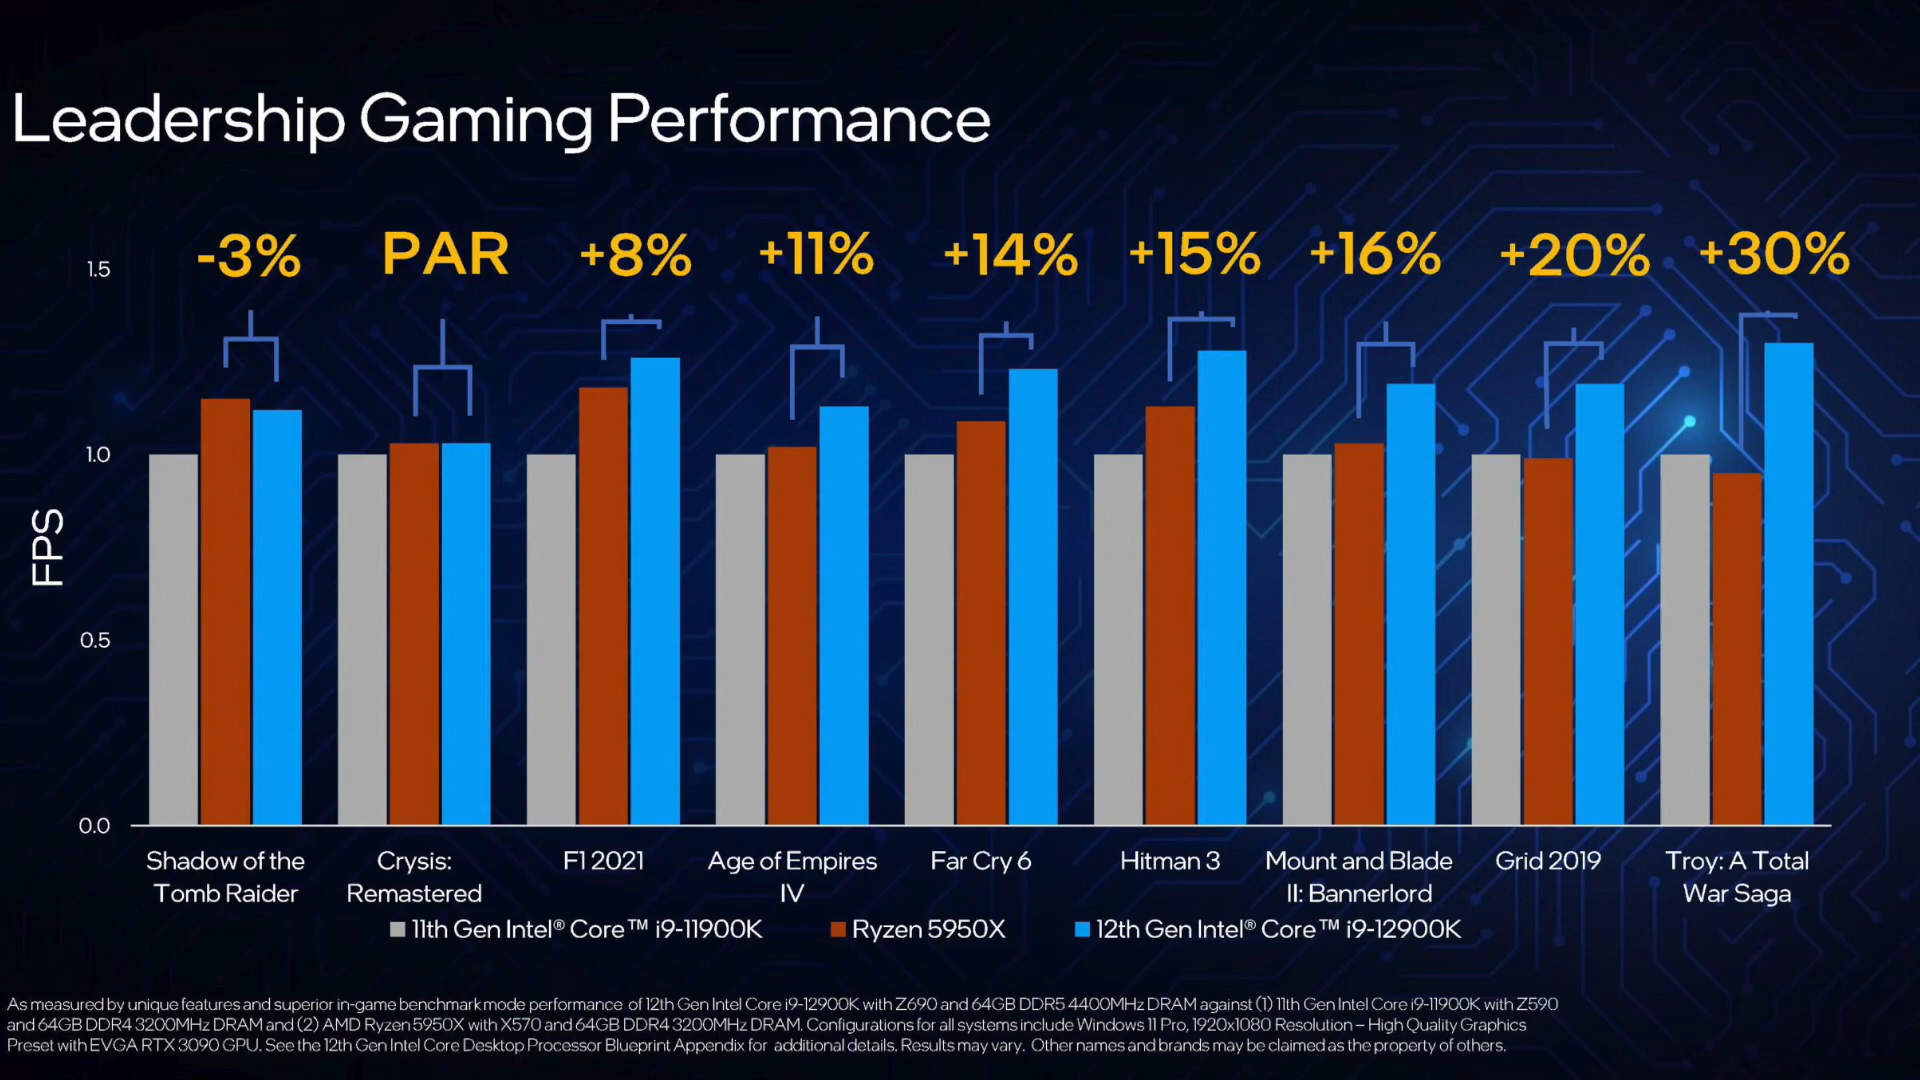 Leadership Gaming Performance
-3% PAR +8% +11% +14% +15% +16% +20% +30%
1.5
1.0
0.5
0.0
FPS
Shadow of the
Tomb Raider
Crysis:
Remastered
F1 2021
Age of Empires
IV
Far Cry 6
Hitman 3
Mount and Blade
II: Bannerlord
Grid 2019
Troy: A Total
War Saga
11th Gen Intel® Core™ i9-11900K
Ryzen 5950X
12th Gen Intel® Core™ i9-12900K
As measured by unique features and superior in-game benchmark mode performance of 12th Gen Intel Core i9-12900K with Z690 and 64GB DDR5 4400MHz DRAM against (1) 11th Gen Intel Core i9-11900K with Z590
and 64GB DDR4 3200MHz DRAM and (2) AMD Ryzen 5950X with X570 and 64GB DDR4 3200MHz DRAM. Configurations for all systems include Windows 11 Pro, 1920x1080 Resolution – High Quality Graphics
Preset with EVGA RTX 3090 GPU. See the 12th Gen Intel Core Desktop Processor Blueprint Appendix for additional details. Results may vary. Other names and brands may be claimed as the property of others.